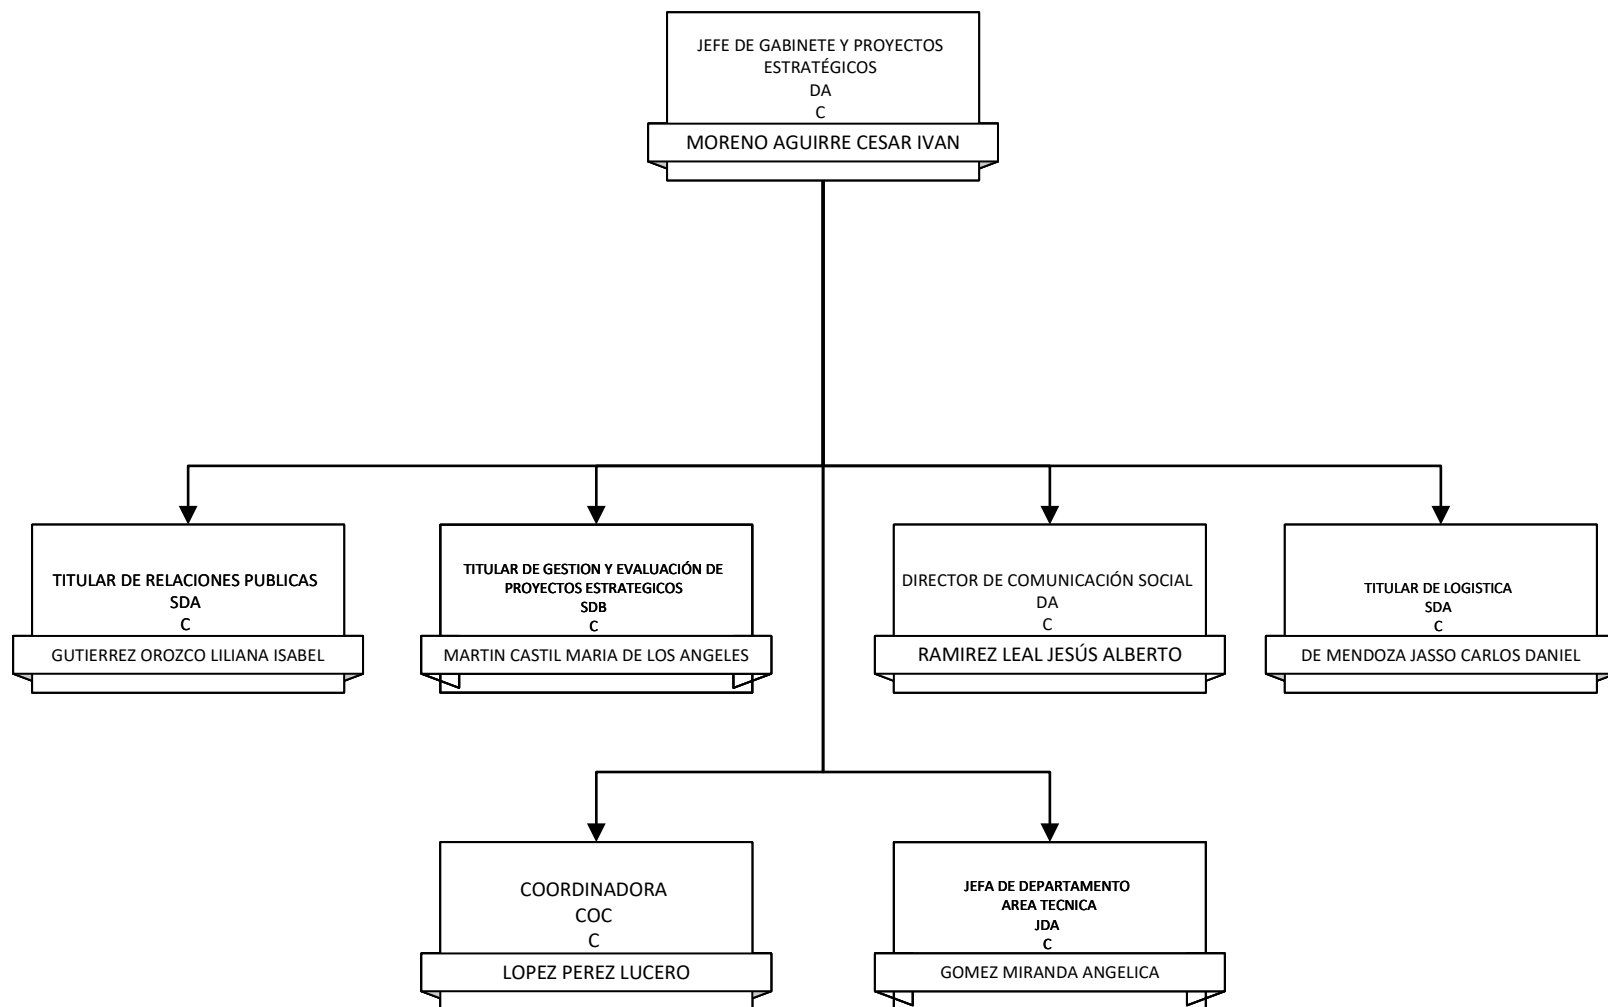 JEFE DE GABINETE Y PROYECTOS
ESTRATÉGICOS
DA
C
MORENO AGUIRRE CESAR IVAN
TITULAR DE RELACIONES PUBLICAS
SDA
C
GUTIERREZ OROZCO LILIANA ISABEL
TITULAR DE GESTION Y EVALUACIÓN DE
PROYECTOS ESTRATEGICOS
SDB
C
MARTIN CASTIL MARIA DE LOS ANGELES
DIRECTOR DE COMUNICACIÓN SOCIAL
DA
C
RAMIREZ LEAL JESÚS ALBERTO
TITULAR DE LOGISTICA
SDA
C
DE MENDOZA JASSO CARLOS DANIEL
COORDINADORA
COC
C
LOPEZ PEREZ LUCERO
JEFA DE DEPARTAMENTO
AREA TECNICA
JDA
C
GOMEZ MIRANDA ANGELICA